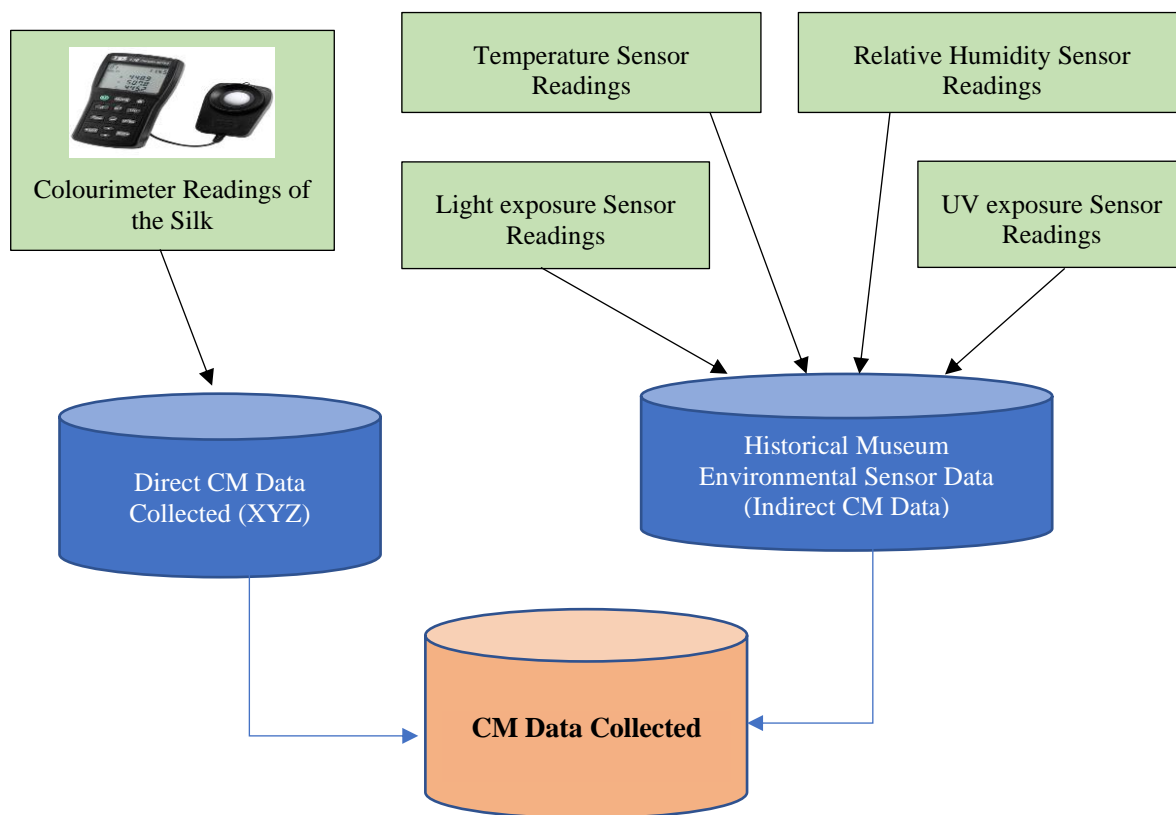 Colourimeter Readings of
the Silk
Temperature Sensor
Readings
Relative Humidity Sensor
Readings
Light exposure Sensor
Readings
UV exposure Sensor
Readings
Direct CM Data
Collected (XYZ)
Historical Museum
Environmental Sensor Data
(Indirect CM Data)
CM Data Collected